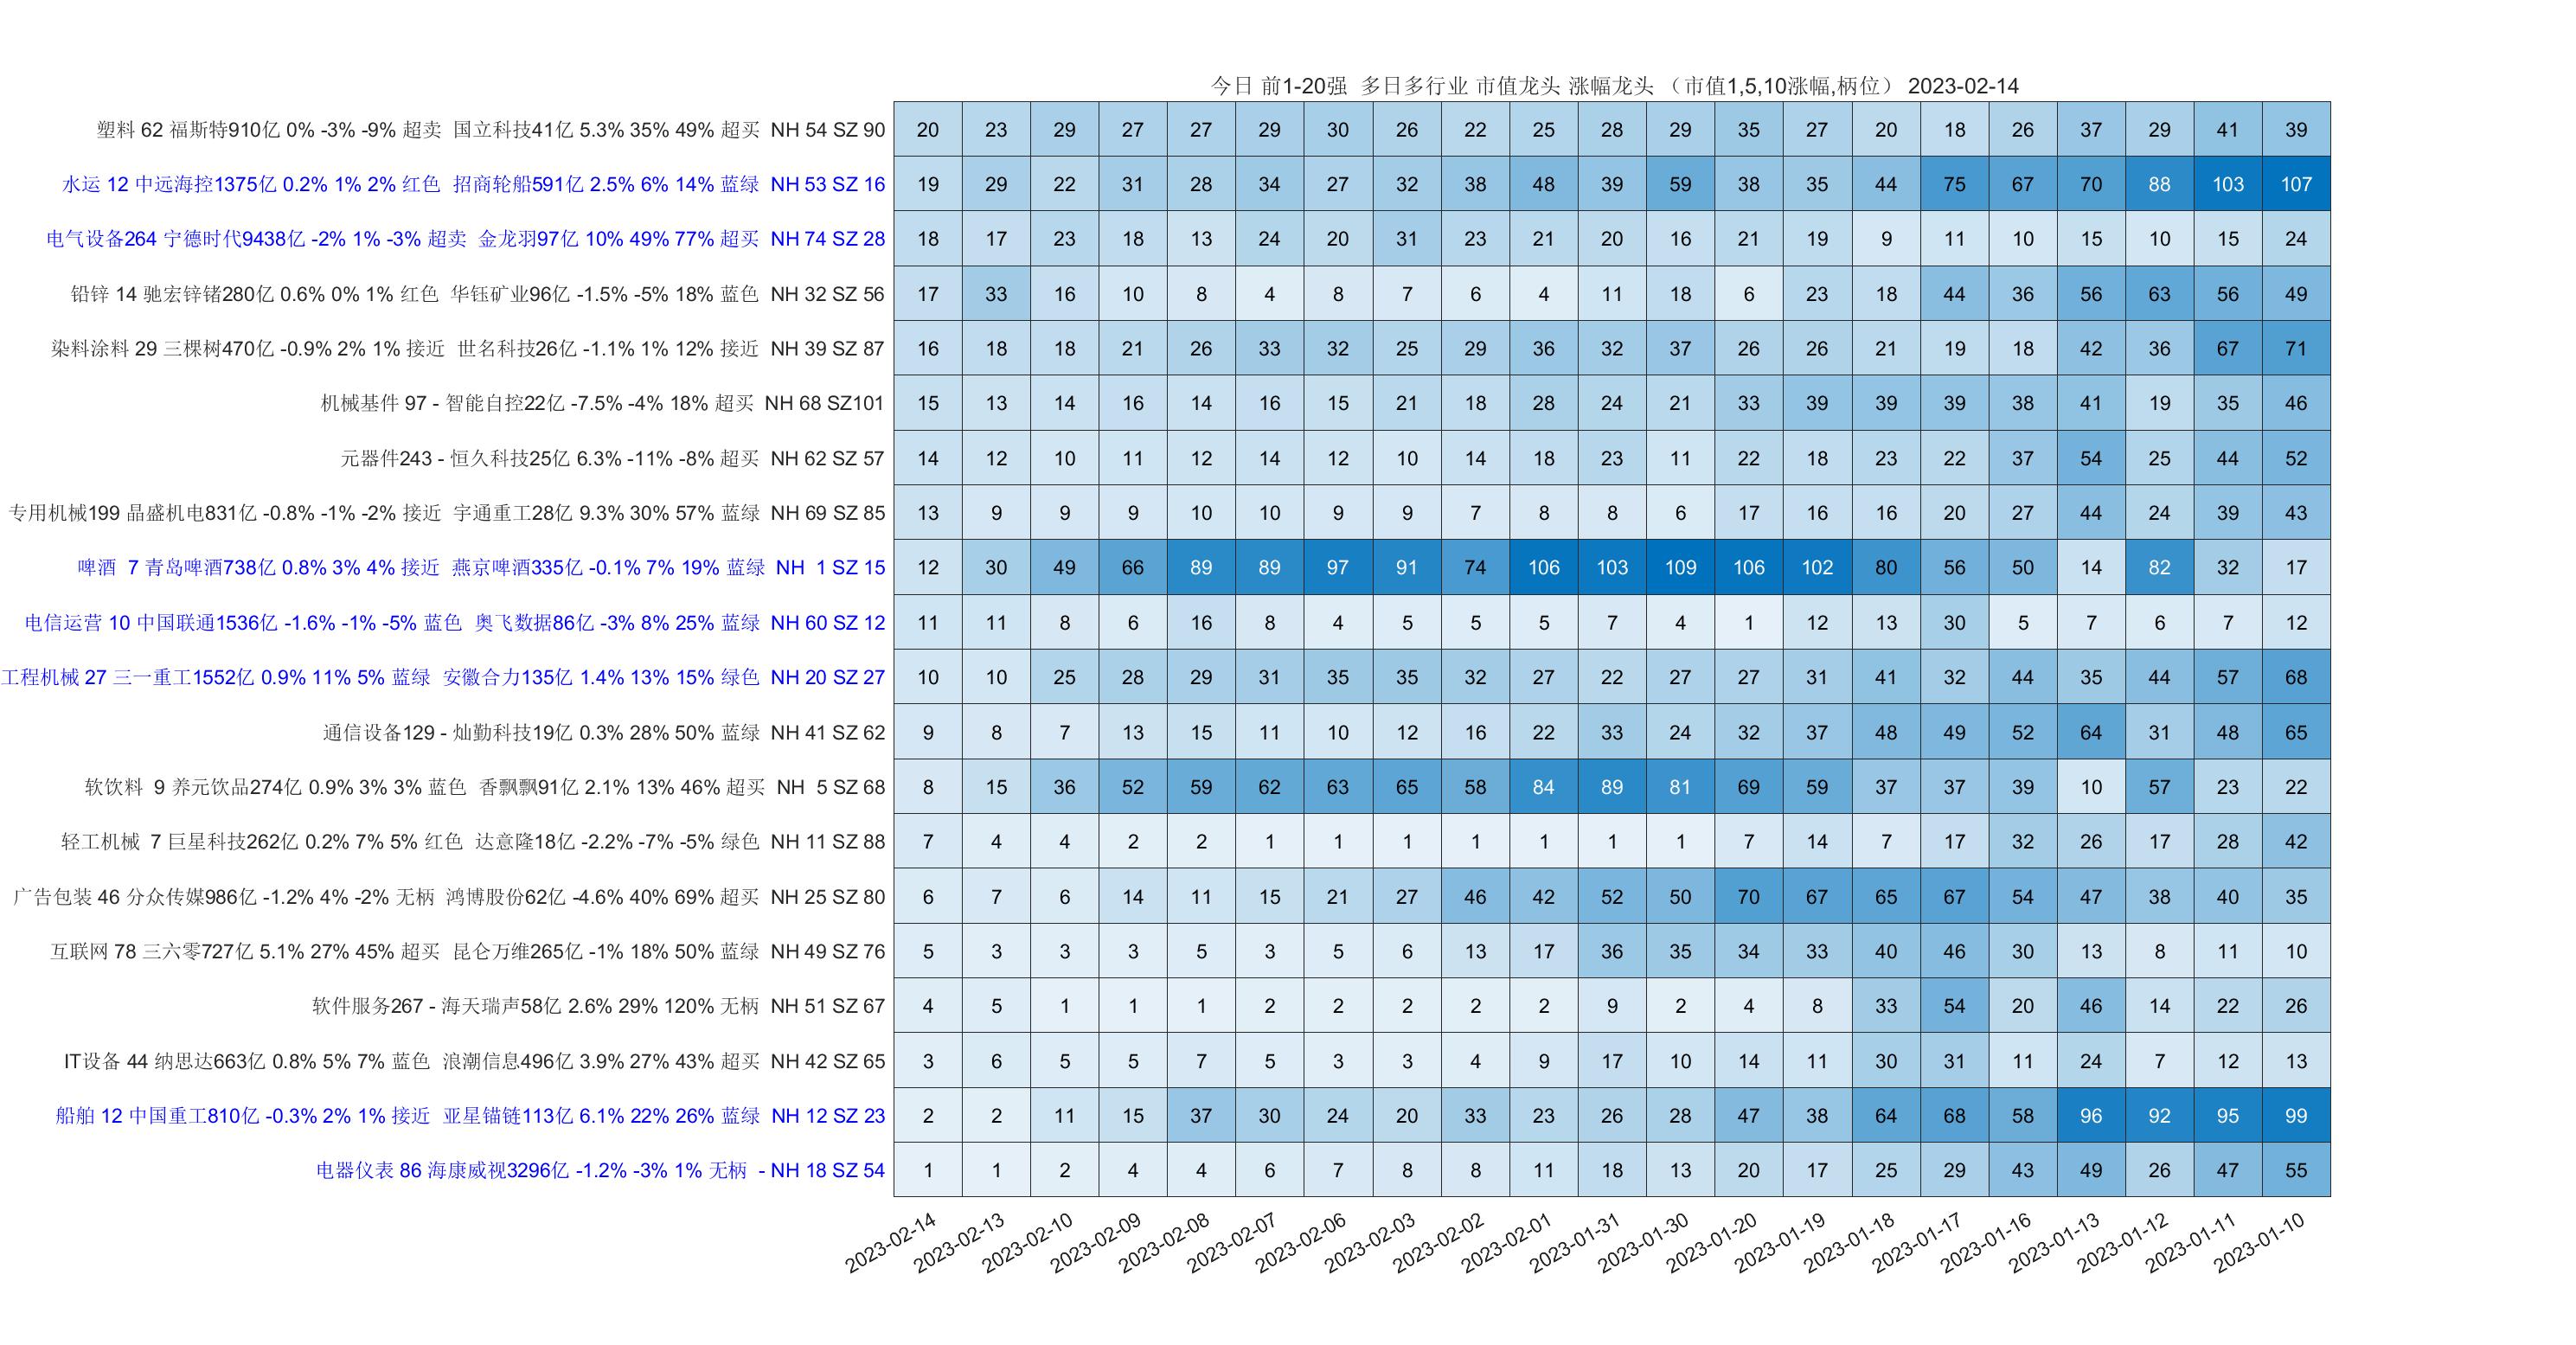 今日 前1-20强 多日多行业 市值龙头 涨幅龙头 （市值1,5,10涨幅,柄位） 2023-02-14
塑料 62 福斯特910亿 0% -3% -9% 超卖 国立科技41亿 5.3% 35% 49% 超买 NH 54 SZ 90 20 23 29 27 27 29 30 26 22 25 28 29 35 27 20 18 26 37 29 41 39
水运 12 中远海控1375亿 0.2% 1% 2% 红色 招商轮船591亿 2.5% 6% 14% 蓝绿 NH 53 SZ 16 19 29 22 31 28 34 27 32 38 48 39 59 38 35 44 75 67 70 88 103 107
电气设备264 宁德时代9438亿 -2% 1% -3% 超卖 金龙羽97亿 10% 49% 77% 超买 NH 74 SZ 28 18 17 23 18 13 24 20 31 23 21 20 16 21 19 9 11 10 15 10 15 24
铅锌 14 驰宏锌锗280亿 0.6% 0% 1% 红色 华钰矿业96亿 -1.5% -5% 18% 蓝色 NH 32 SZ 56 17 33 16 10 8 4 8 7 6 4 11 18 6 23 18 44 36 56 63 56 49
染料涂料 29 三棵树470亿 -0.9% 2% 1% 接近 世名科技26亿 -1.1% 1% 12% 接近 NH 39 SZ 87 16 18 18 21 26 33 32 25 29 36 32 37 26 26 21 19 18 42 36 67 71
机械基件 97 - 智能自控22亿 -7.5% -4% 18% 超买 NH 68 SZ101 15 13 14 16 14 16 15 21 18 28 24 21 33 39 39 39 38 41 19 35 46
元器件243 - 恒久科技25亿 6.3% -11% -8% 超买 NH 62 SZ 57 14 12 10 11 12 14 12 10 14 18 23 11 22 18 23 22 37 54 25 44 52
专用机械199 晶盛机电831亿 -0.8% -1% -2% 接近 宇通重工28亿 9.3% 30% 57% 蓝绿 NH 69 SZ 85 13 9 9 9 10 10 9 9 7 8 8 6 17 16 16 20 27 44 24 39 43
啤酒 7 青岛啤酒738亿 0.8% 3% 4% 接近 燕京啤酒335亿 -0.1% 7% 19% 蓝绿 NH 1 SZ 15 12 30 49 66 89 89 97 91 74 106 103 109 106 102 80 56 50 14 82 32 17
电信运营 10 中国联通1536亿 -1.6% -1% -5% 蓝色 奥飞数据86亿 -3% 8% 25% 蓝绿 NH 60 SZ 12 11 11 8 6 16 8 4 5 5 5 7 4 1 12 13 30 5 7 6 7 12
工程机械 27 三一重工1552亿 0.9% 11% 5% 蓝绿 安徽合力135亿 1.4% 13% 15% 绿色 NH 20 SZ 27 10 10 25 28 29 31 35 35 32 27 22 27 27 31 41 32 44 35 44 57 68
通信设备129 - 灿勤科技19亿 0.3% 28% 50% 蓝绿 NH 41 SZ 62 9 8 7 13 15 11 10 12 16 22 33 24 32 37 48 49 52 64 31 48 65
软饮料 9 养元饮品274亿 0.9% 3% 3% 蓝色 香飘飘91亿 2.1% 13% 46% 超买 NH 5 SZ 68 8 15 36 52 59 62 63 65 58 84 89 81 69 59 37 37 39 10 57 23 22
轻工机械 7 巨星科技262亿 0.2% 7% 5% 红色 达意隆18亿 -2.2% -7% -5% 绿色 NH 11 SZ 88 7 4 4 2 2 1 1 1 1 1 1 1 7 14 7 17 32 26 17 28 42
广告包装 46 分众传媒986亿 -1.2% 4% -2% 无柄 鸿博股份62亿 -4.6% 40% 69% 超买 NH 25 SZ 80 6 7 6 14 11 15 21 27 46 42 52 50 70 67 65 67 54 47 38 40 35
互联网 78 三六零727亿 5.1% 27% 45% 超买 昆仑万维265亿 -1% 18% 50% 蓝绿 NH 49 SZ 76 5 3 3 3 5 3 5 6 13 17 36 35 34 33 40 46 30 13 8 11 10
软件服务267 - 海天瑞声58亿 2.6% 29% 120% 无柄 NH 51 SZ 67 4 5 1 1 1 2 2 2 2 2 9 2 4 8 33 54 20 46 14 22 26
IT设备 44 纳思达663亿 0.8% 5% 7% 蓝色 浪潮信息496亿 3.9% 27% 43% 超买 NH 42 SZ 65 3 6 5 5 7 5 3 3 4 9 17 10 14 11 30 31 11 24 7 12 13
船舶 12 中国重工810亿 -0.3% 2% 1% 接近 亚星锚链113亿 6.1% 22% 26% 蓝绿 NH 12 SZ 23 2 2 11 15 37 30 24 20 33 23 26 28 47 38 64 68 58 96 92 95 99
电器仪表 86 海康威视3296亿 -1.2% -3% 1% 无柄 - NH 18 SZ 54 1 1 2 4 4 6 7 8 8 11 18 13 20 17 25 29 43 49 26 47 55
2023-02-14 2023-02-13 2023-02-10 2023-02-09 2023-02-08 2023-02-07 2023-02-06 2023-02-03 2023-02-02 2023-02-01 2023-01-31 2023-01-30 2023-01-20 2023-01-19 2023-01-18 2023-01-17 2023-01-16 2023-01-13 2023-01-12 2023-01-11 2023-01-10